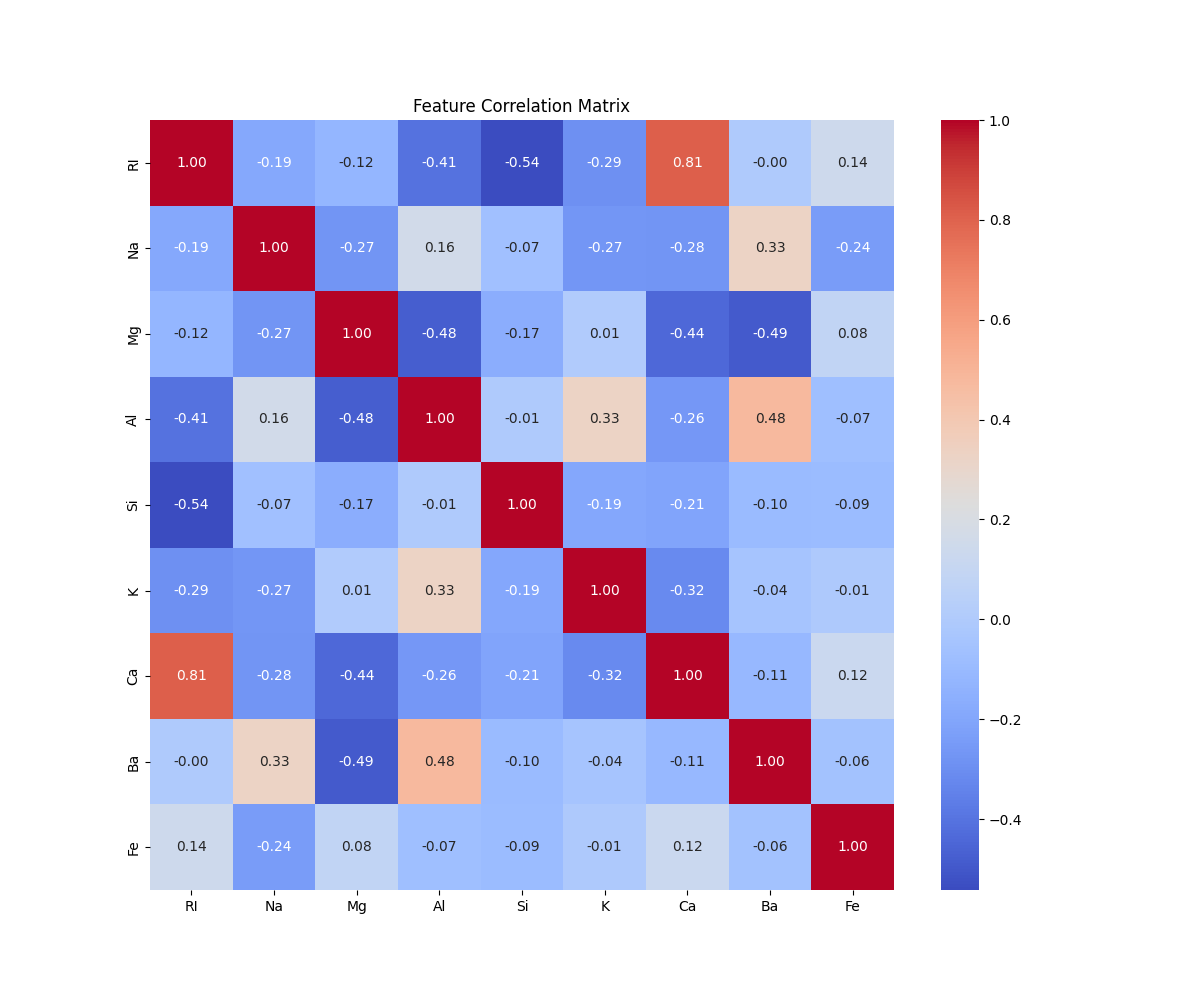 Feature Correlation Matrix
RI 1.00 -0.19 -0.12 -0.41 -0.54 -0.29 0.81 -0.00 0.14
Na -0.19 1.00 -0.27 0.16 -0.07 -0.27 -0.28 0.33 -0.24
Mg -0.12 -0.27 1.00 -0.48 -0.17 0.01 -0.44 -0.49 0.08
Al -0.41 0.16 -0.48 1.00 -0.01 0.33 -0.26 0.48 -0.07
Si -0.54 -0.07 -0.17 -0.01 1.00 -0.19 -0.21 -0.10 -0.09
K -0.29 -0.27 0.01 0.33 -0.19 1.00 -0.32 -0.04 -0.01
Ca 0.81 -0.28 -0.44 -0.26 -0.21 -0.32 1.00 -0.11 0.12
Ba -0.00 0.33 -0.49 0.48 -0.10 -0.04 -0.11 1.00 -0.06
Fe 0.14 -0.24 0.08 -0.07 -0.09 -0.01 0.12 -0.06 1.00
RI Na Mg Al Si K Ca Ba Fe
1.0
0.8
0.6
0.4
0.2
0.0
−0.2
−0.4